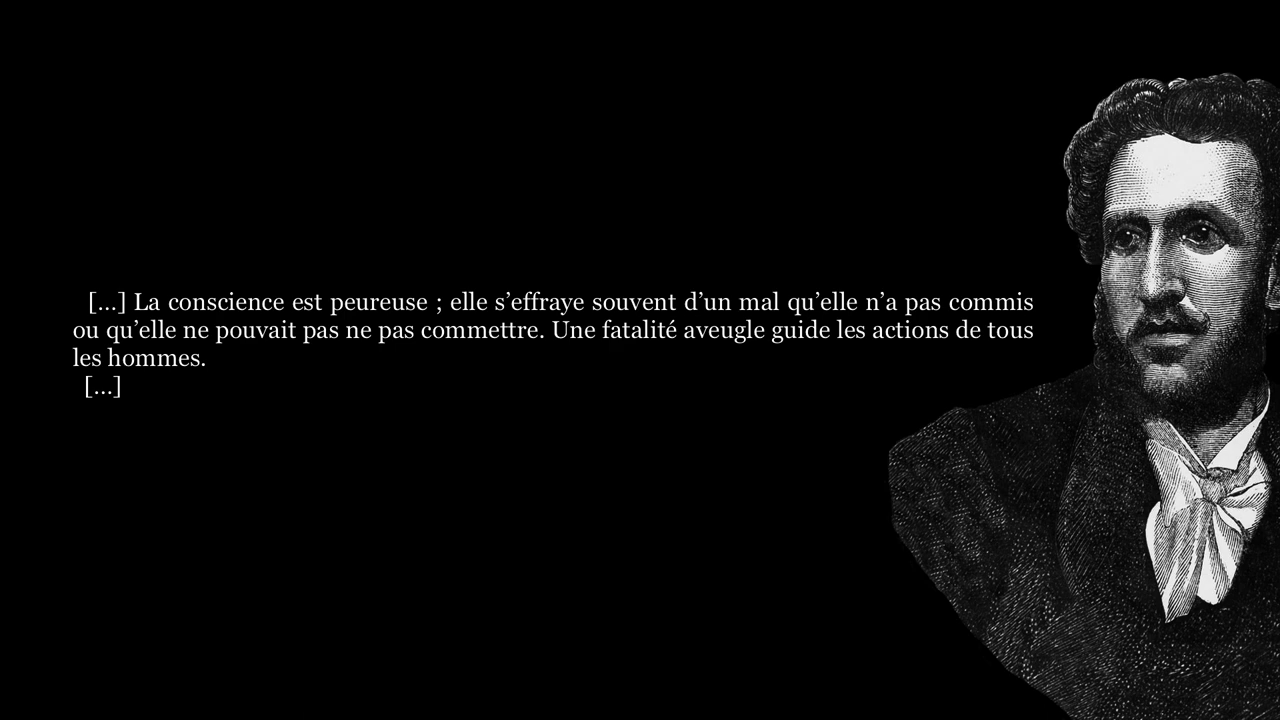 [...] La conscience est peureuse ; elle s’effraye souvent d’un mal qu’elle n’a pas commis
ou qu’elle ne pouvait pas ne pas commettre. Une fatalité aveugle guide les actions de tous
les hommes.
[...]